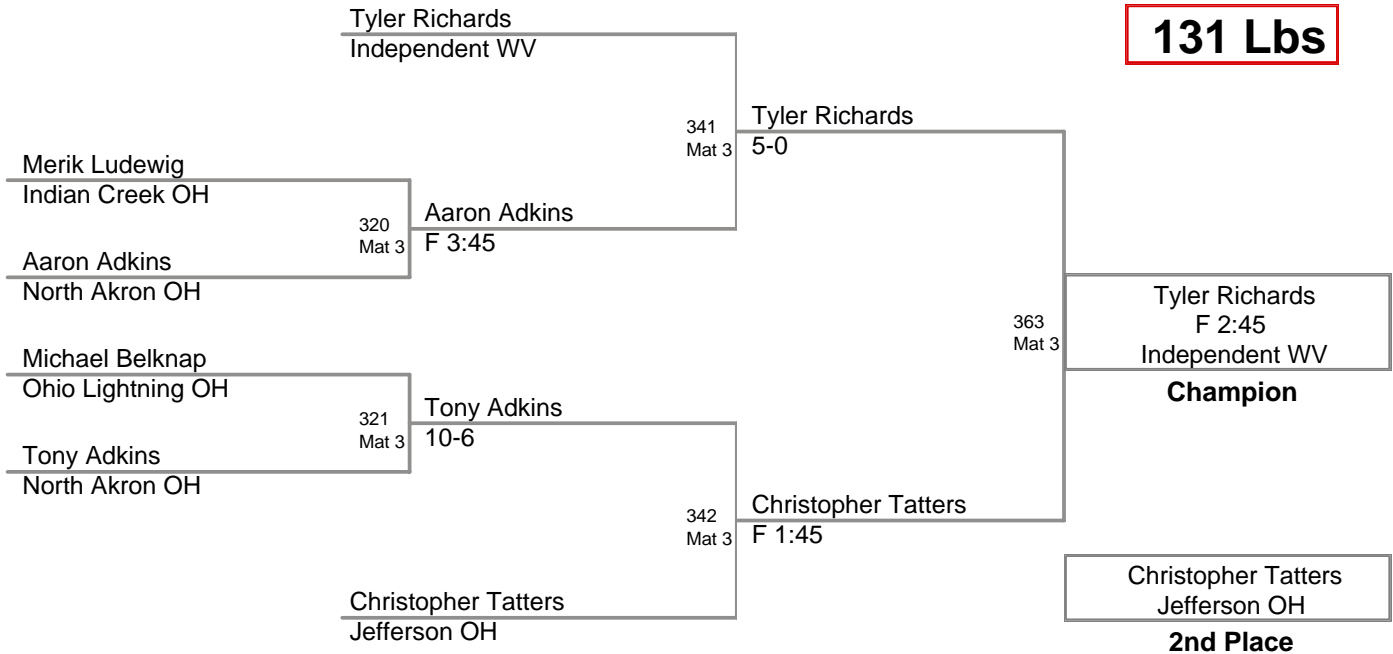 Tyler Richards
Independent WV
131 Lbs
341
Mat 3
Tyler Richards
5-0
Merik Ludewig
Indian Creek OH
320
Mat 3
Aaron Adkins
F 3:45
Aaron Adkins
North Akron OH
363
Mat 3
Tyler Richards
F 2:45
Independent WV
Champion
Michael Belknap
Ohio Lightning OH
321
Mat 3
Tony Adkins
10-6
Tony Adkins
North Akron OH
342
Mat 3
Christopher Tatters
F 1:45
Christopher Tatters
Jefferson OH
Christopher Tatters
Jefferson OH
2nd Place